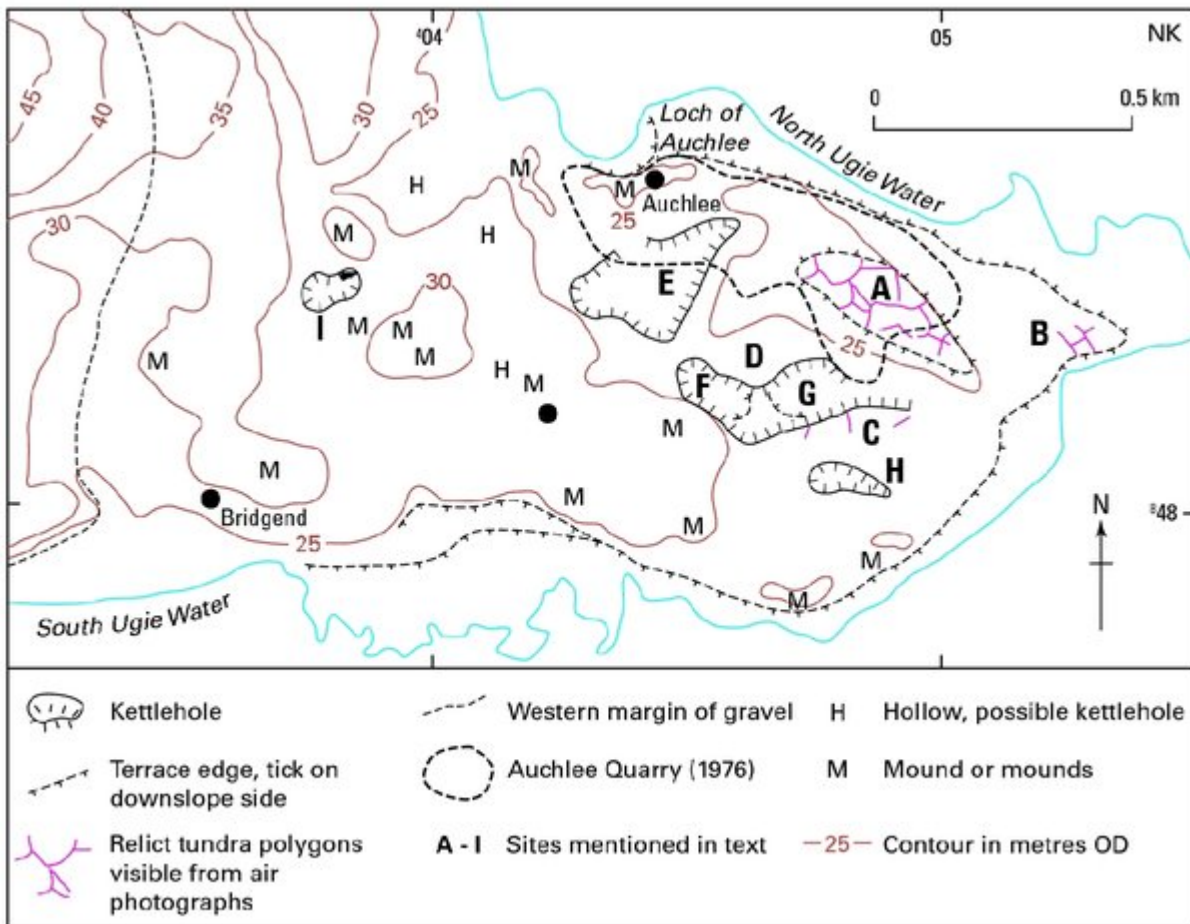 ⁴04
05
NK
0
0.5 km
45
40
35
30
25
Loch of
Auchlee
North Ugie Water
H
M
M
Auchlee
25
30
M
H
E
A
B
I
30
M
M
M
M
H
M
D
25
F
G
C
M
M
H
Bridgend
M
M
⁸48
N
25
M
M
South Ugie Water
Kettlehole
Western margin of gravel
H Hollow, possible kettlehole
Terrace edge, tick on
downslope side
Auchlee Quarry (1976)
M Mound or mounds
Relict tundra polygons
visible from air
photographs
A - I Sites mentioned in text
25 Contour in metres OD